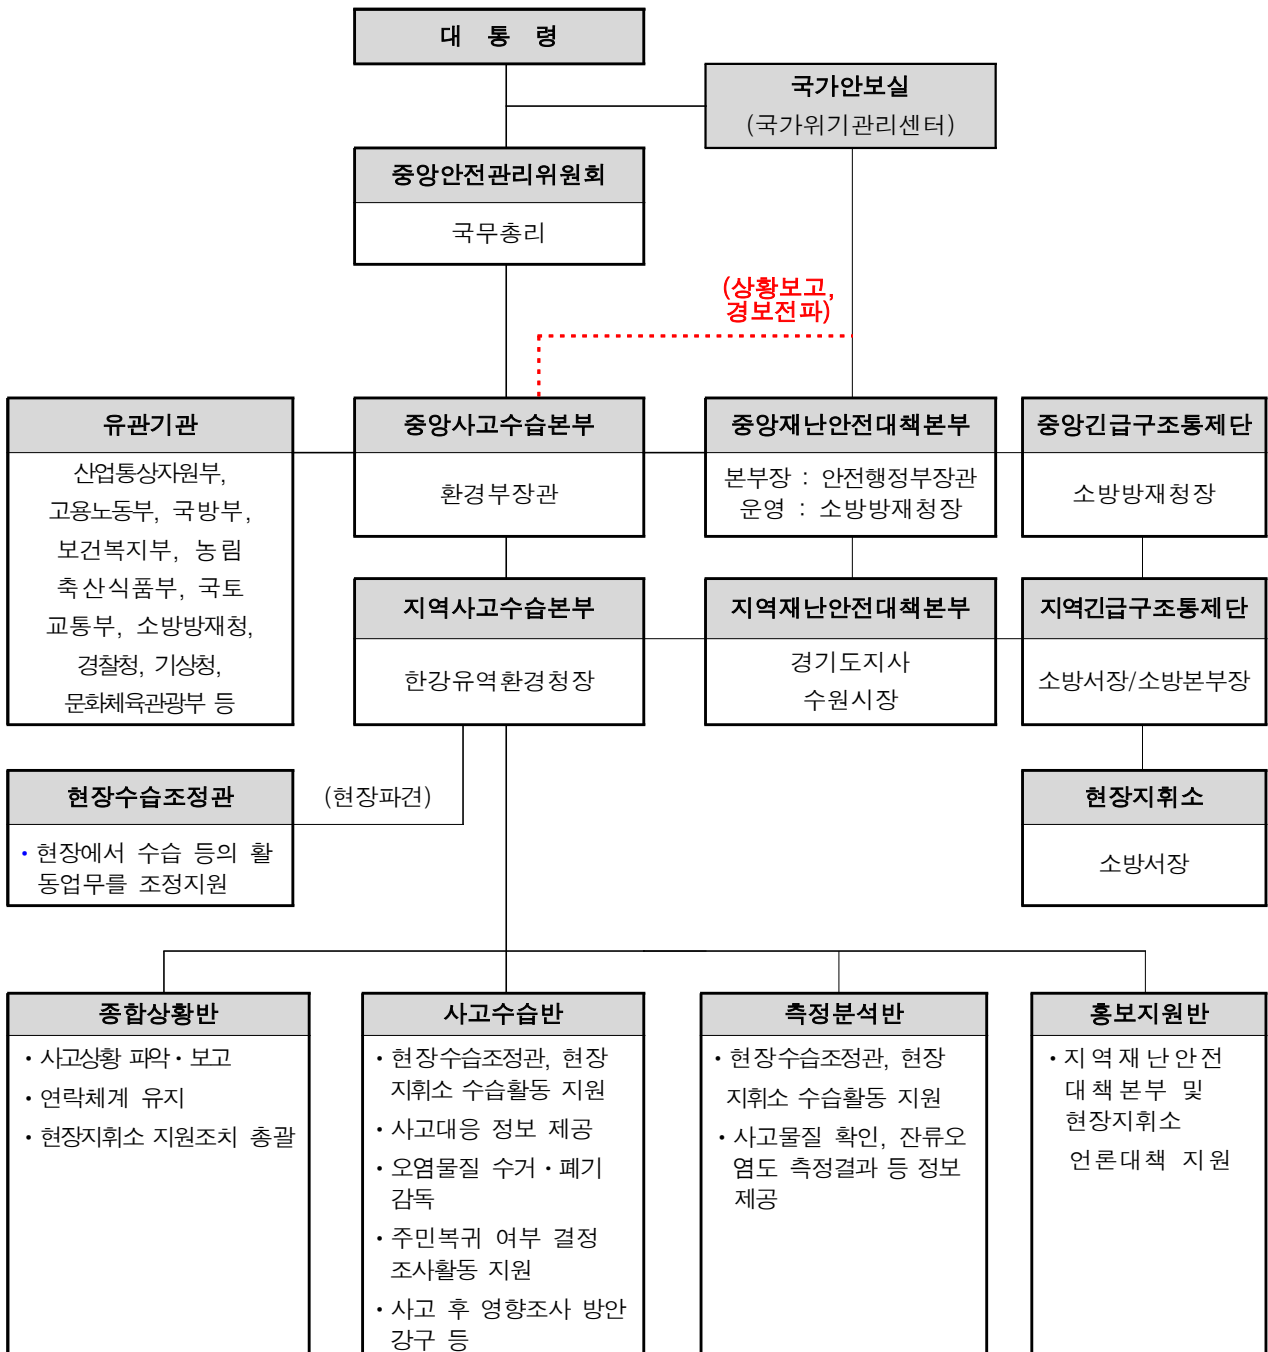 대 통 령
국가안보실
(국가위기관리센터)
중앙안전관리위원회
국무총리
(상황보고,
경보전파)
유관기관
산업통상자원부,
고용노동부, 국방부,
보건복지부, 농림
축산식품부, 국토
교통부, 소방방재청,
경찰청, 기상청,
문화체육관광부 등
중앙사고수습본부
환경부장관
중앙재난안전대책본부
본부장 : 안전행정부장관
운영 : 소방방재청장
중앙긴급구조통제단
소방방재청장
지역사고수습본부
한강유역환경청장
지역재난안전대책본부
경기도지사
수원시장
지역긴급구조통제단
소방서장/소방본부장
현장수습조정관
(현장파견)
・현장에서 수습 등의 활
동업무를 조정지원
현장지휘소
소방서장
종합상황반
・사고상황 파악・보고
・연락체계 유지
・현장지휘소 지원조치 총괄
사고수습반
・현장수습조정관, 현장
지휘소 수습활동 지원
・사고대응 정보 제공
・오염물질 수거・폐기
감독
・주민복귀 여부 결정
조사활동 지원
・사고 후 영향조사 방안
강구 등
측정분석반
・현장수습조정관, 현장
지휘소 수습활동 지원
・사고물질 확인, 잔류오
염도 측정결과 등 정보
제공
홍보지원반
・지역재난안전
대책본부 및
현장지휘소
언론대책 지원